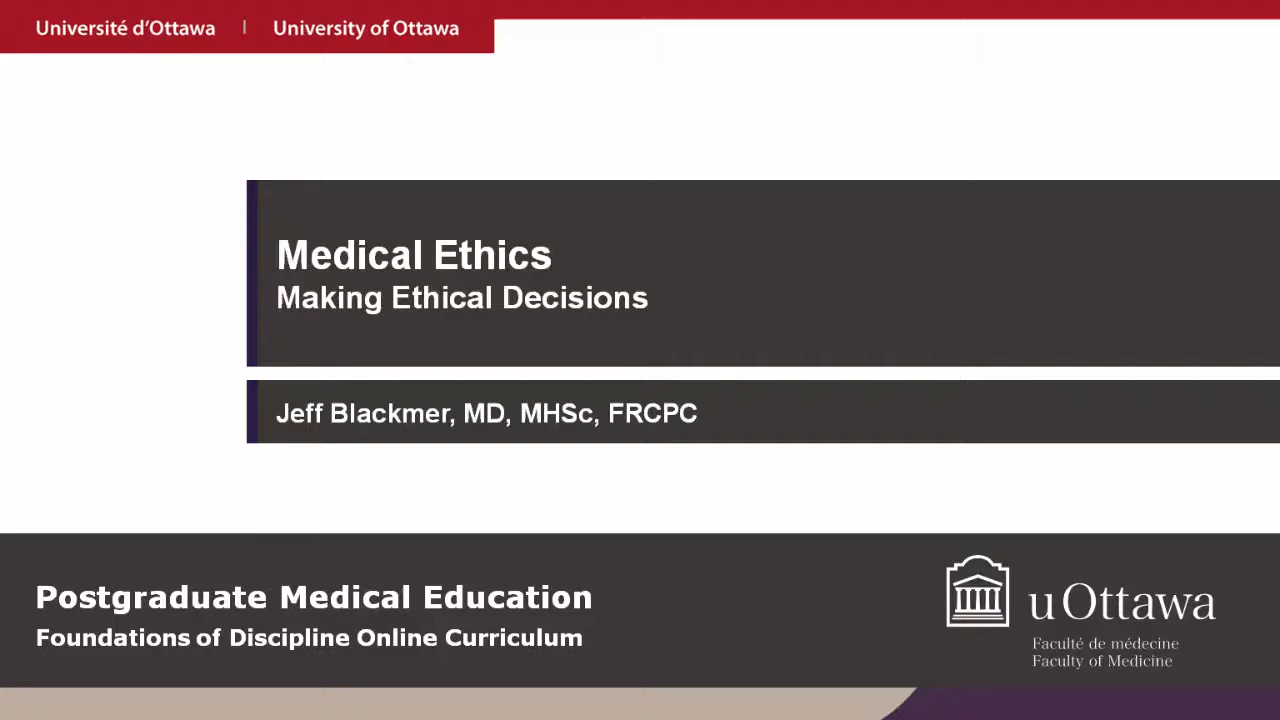 Université d'Ottawa | University of Ottawa
Medical Ethics
Making Ethical Decisions
Jeff Blackmer, MD, MHSc, FRCPC
Postgraduate Medical Education
Foundations of Discipline Online Curriculum
uOttawa
Faculté de médecine
Faculty of Medicine